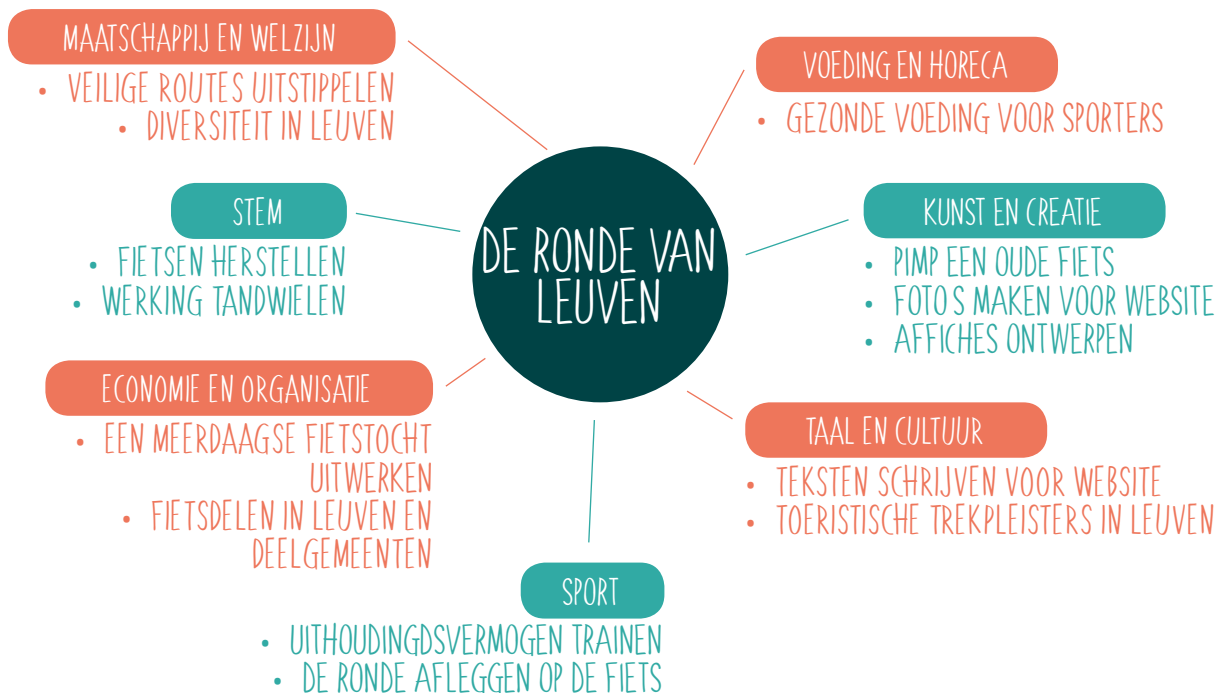 MAATSCHAPPIJ EN WELZIJN
• VEILIGE ROUTES UITSTIPPELEN
• DIVERSITEIT IN LEUVEN
VOEDING EN HORECA
• GEZONDE VOEDING VOOR SPORTERS
STEM
• FIETSEN HERSTELLEN
• WERKING TANDWIELEN
DE RONDE VAN
LEUVEN
KUNST EN CREATIE
• PIMP EEN OUDE FIETS
• FOTO S MAKEN VOOR WEBSITE
• AFFICHES ONTWERPEN
ECONOMIE EN ORGANISATIE
• EEN MEERDAAGSE FIETSTOCHT
UITWERKEN
• FIETSDELEN IN LEUVEN EN
DEELGEMEENTEN
TAAL EN CULTUUR
• TEKSTEN SCHRIJVEN VOOR WEBSITE
• TOERISTISCHE TREKPLEISTERS IN LEUVEN
SPORT
• UITHOUDINGDSVERMOGEN TRAINEN
• DE RONDE AFLEGGEN OP DE FIETS